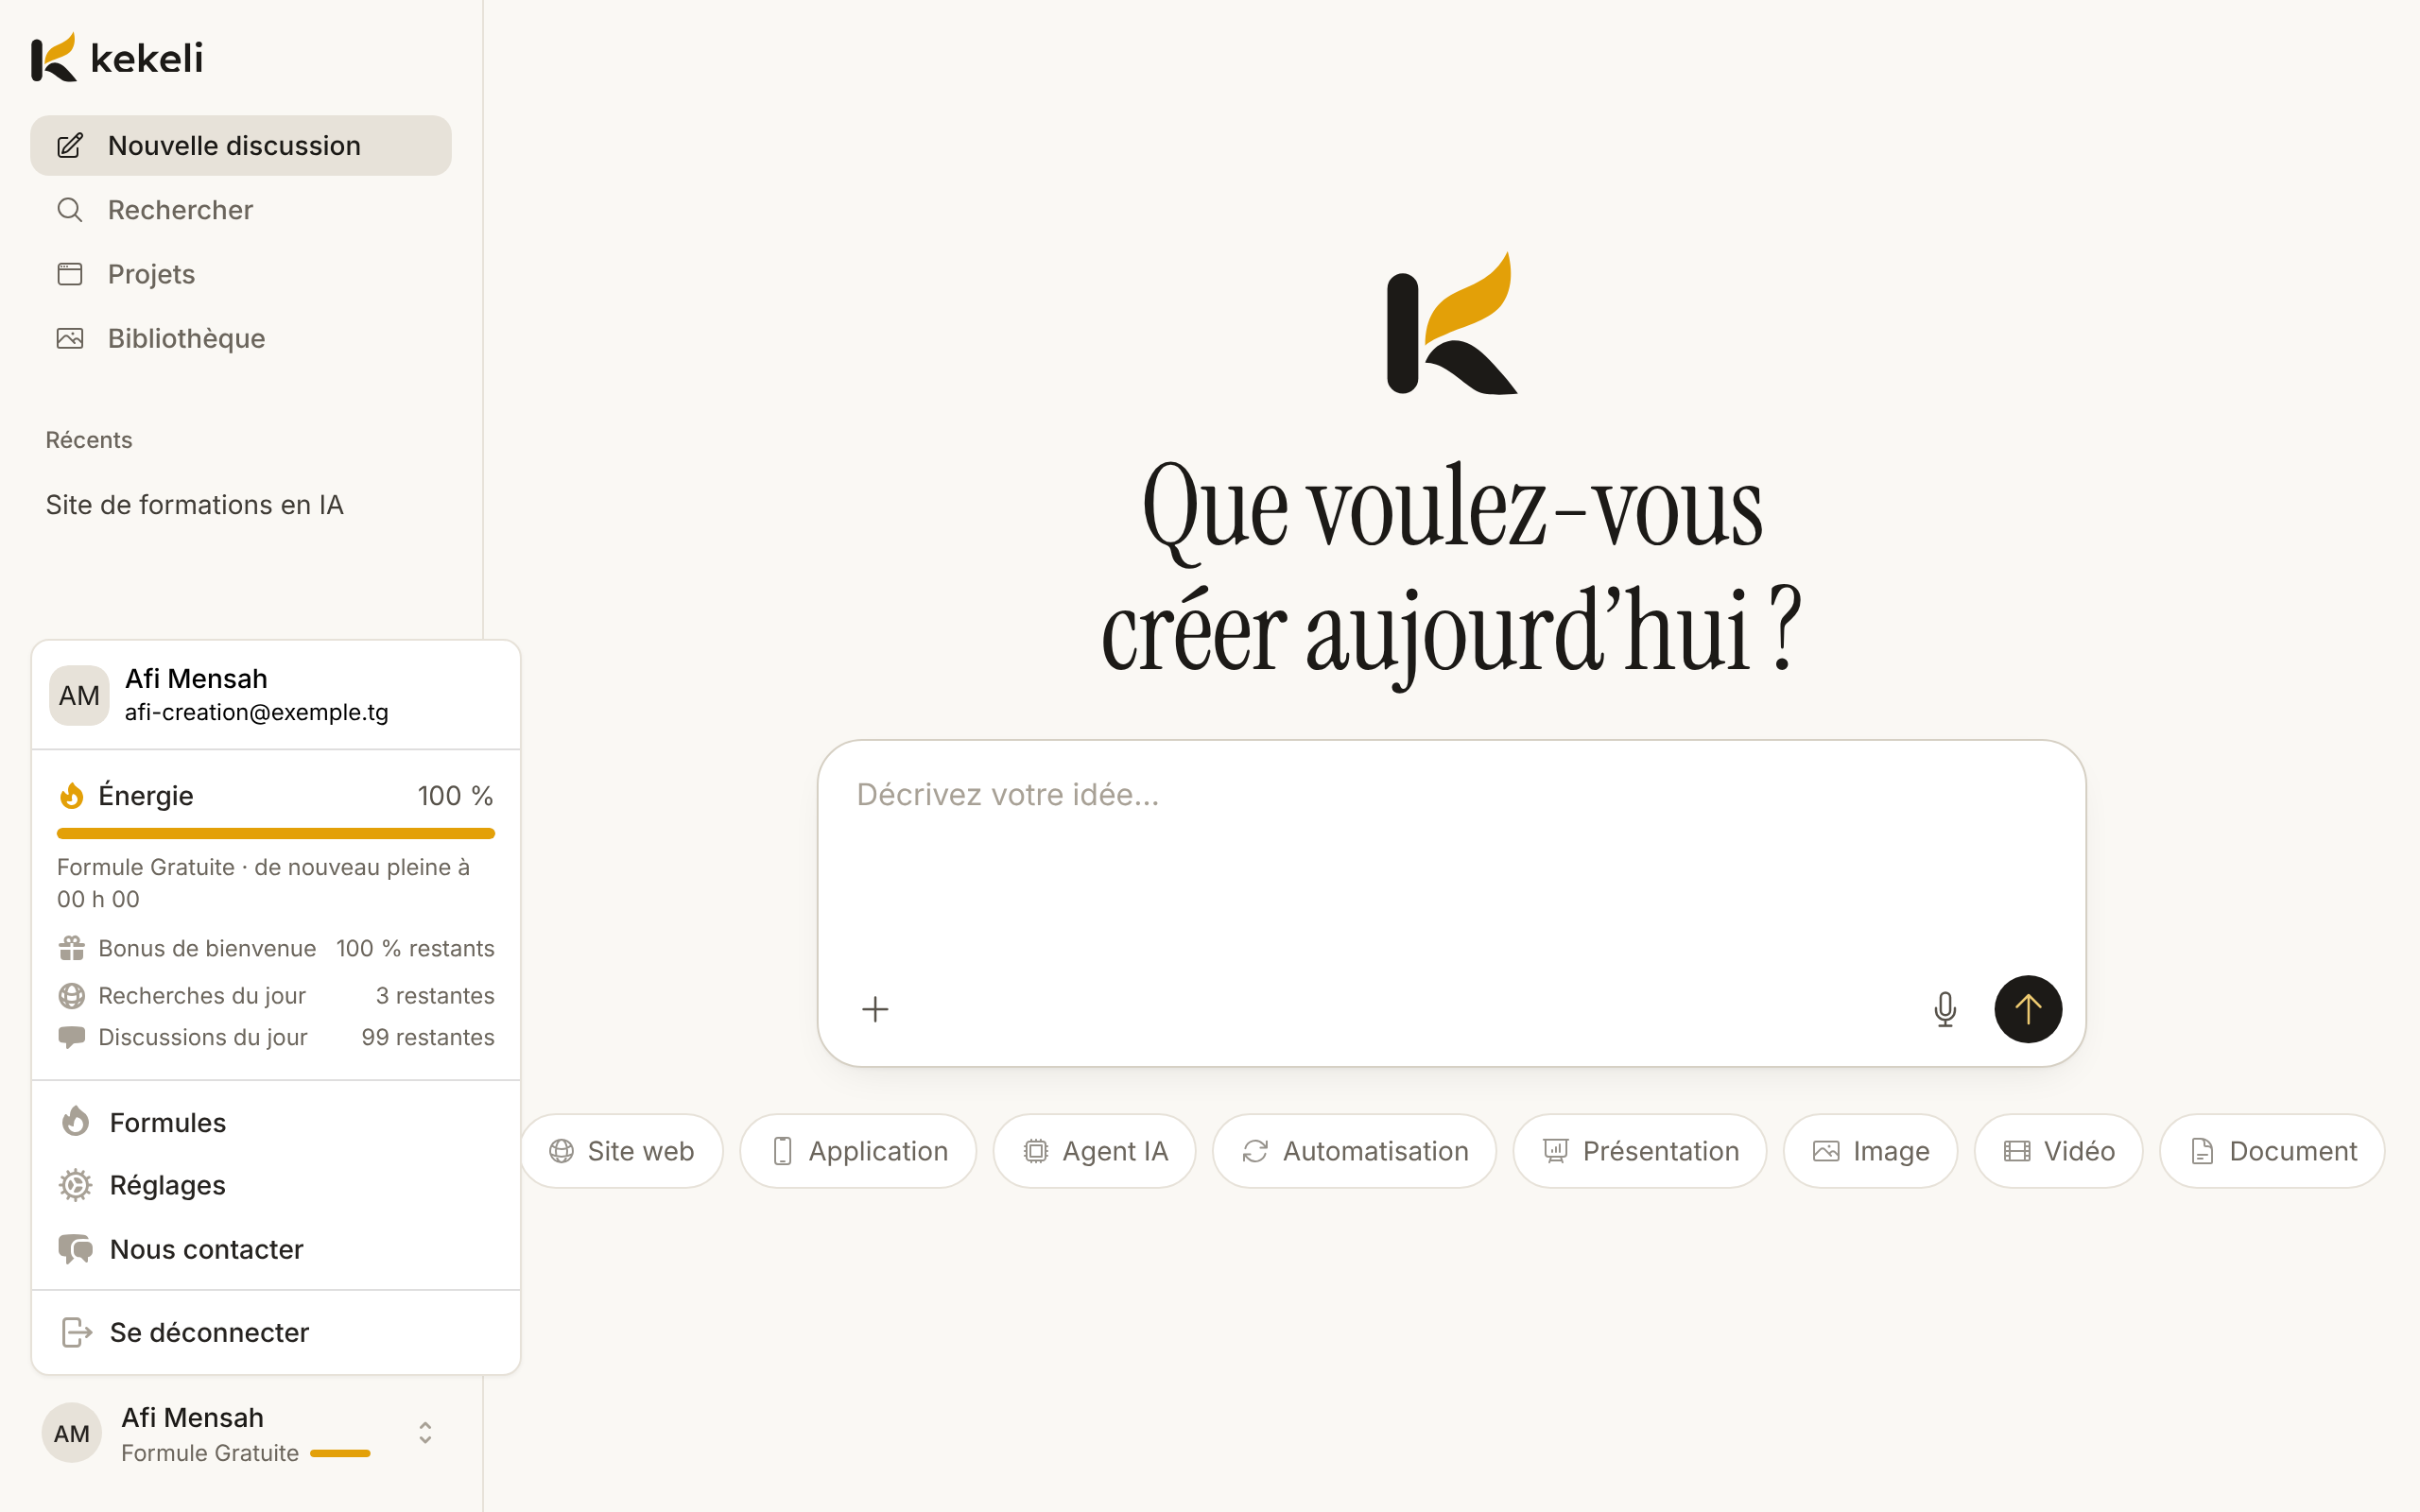 kekeli
Nouvelle discussion
Rechercher
Projets
Bibliothèque
Récents
Site de formations en IA
AM
Afi Mensah
afi-creation@exemple.tg
Énergie 100 %
Formule Gratuite · de nouveau pleine à
00 h 00
Bonus de bienvenue 100 % restants
Recherches du jour 3 restantes
Discussions du jour 99 restantes
Formules
Réglages
Nous contacter
Se déconnecter
AM
Afi Mensah
Formule Gratuite
Que voulez-vous
créer aujourd’hui ?
Décrivez votre idée...
Site web Application Agent IA Automatisation Présentation Image Vidéo Document